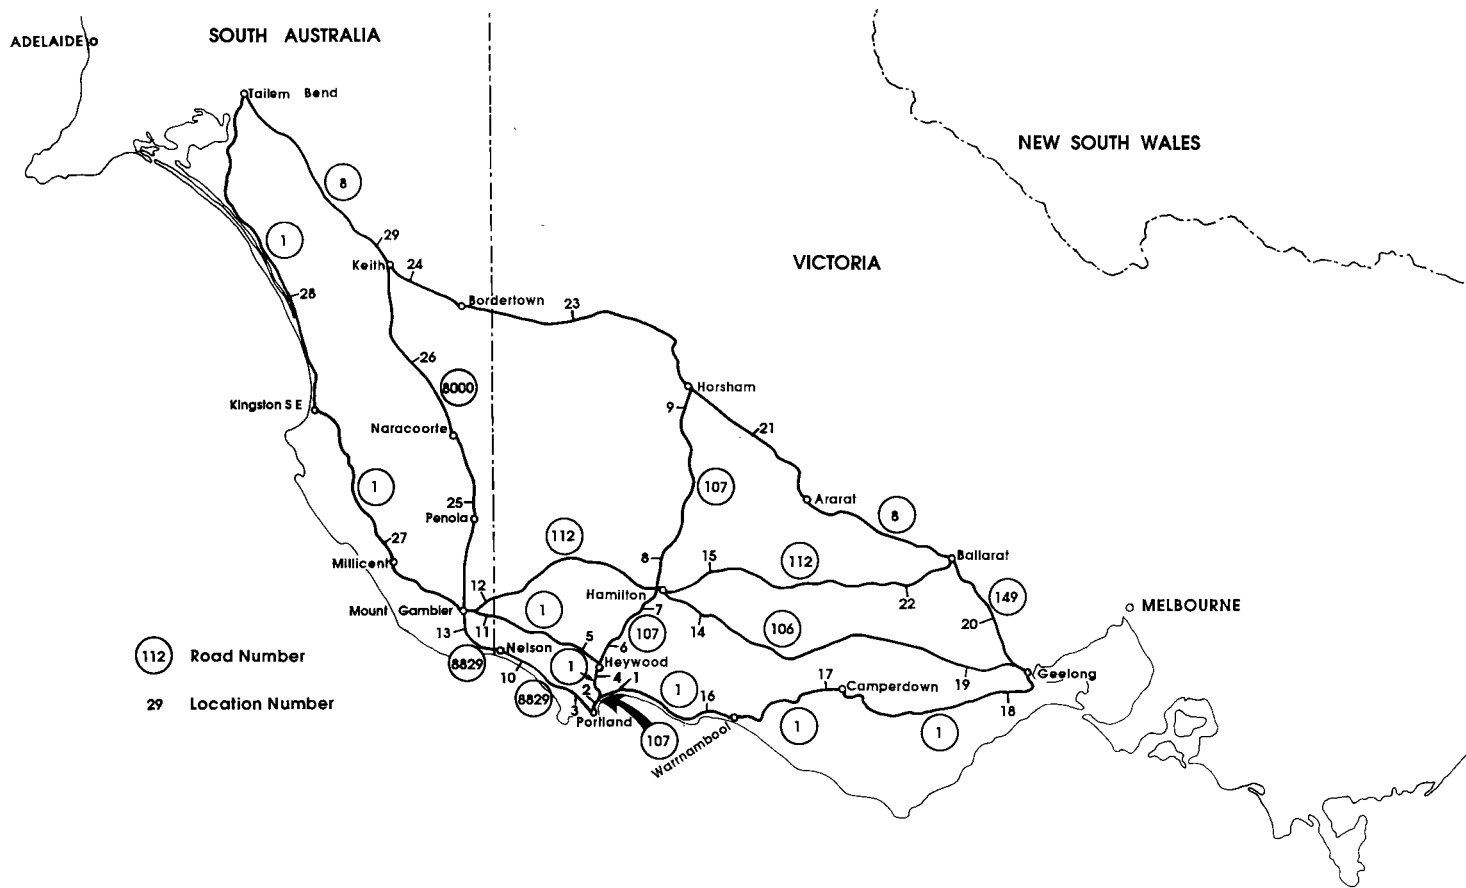 SOUTH AUSTRALIA
ADELAIDE
Tailem Bend
NEW SOUTH WALES
8
1
29
VICTORIA
Keith
24
28
Bordertown
23
26
8000
Horsham
Kingston S E
9
Naracoorte
21
1
107
25
Ararat
8
Penola
112
27
8
15
112
Ballarat
Millicent
12
Hamilton
22
149
Mount Gambler
1
7
MELBOURNE
13
11
14
106
20
107
5
6
112 Road Number
Nelson
8829
10
1
Heywood
4
1
1
17
Camperdown
19
Geelong
29 Location Number
8829
3
2
16
18
Portland
107
Warrnambool
1
1